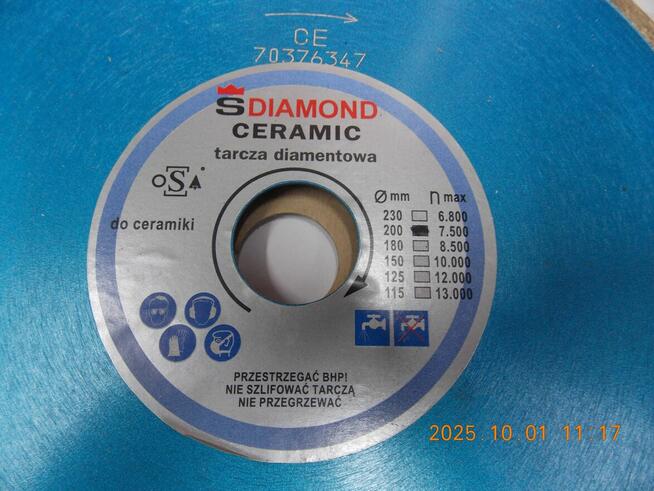 CE
70376347
S DIAMOND
CERAMIC
tarcza diamentowa
oSA
do ceramiki
Ø mm n max
230 6.800
200 7.500
180 8.500
150 10.000
125 12.000
115 13.000
PRZESTRZEGAĆ BHP!
NIE SZLIFOWAĆ TARCZĄ
NIE PRZEGRZEWAĆ
2025.10.01 11:17